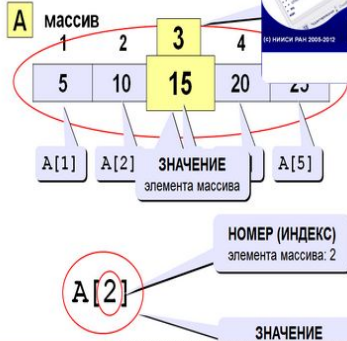 A массив
1 2 3 4
(с) НИИСИ РАН 2005-2012
5 10 15 20 25
A[1] A[2] A[5]
ЗНАЧЕНИЕ
элемента массива
НОМЕР (ИНДЕКС)
элемента массива: 2
A[2]
ЗНАЧЕНИЕ